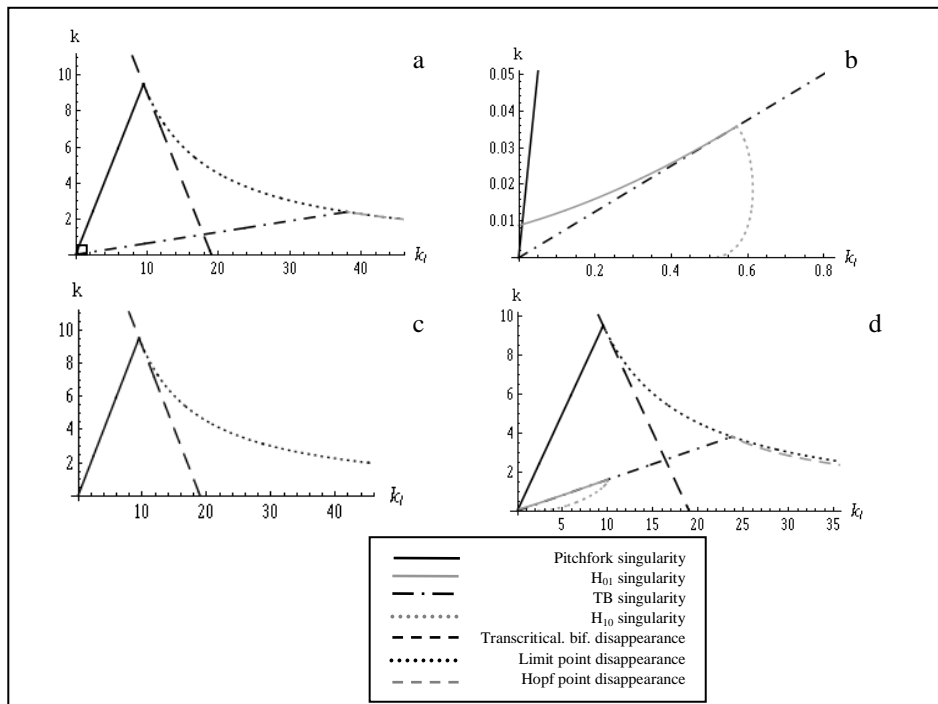 a
k
10
8
6
4
2
10 20 30 40 k_l
b
k
0.05
0.04
0.03
0.02
0.01
0.2 0.4 0.6 0.8 k_l
c
k
10
8
6
4
2
10 20 30 40 k_l
d
k
10
8
6
4
2
5 10 15 20 25 30 35 k_l
Pitchfork singularity
H₀₁ singularity
TB singularity
H₁₀ singularity
Transcritical. bif. disappearance
Limit point disappearance
Hopf point disappearance